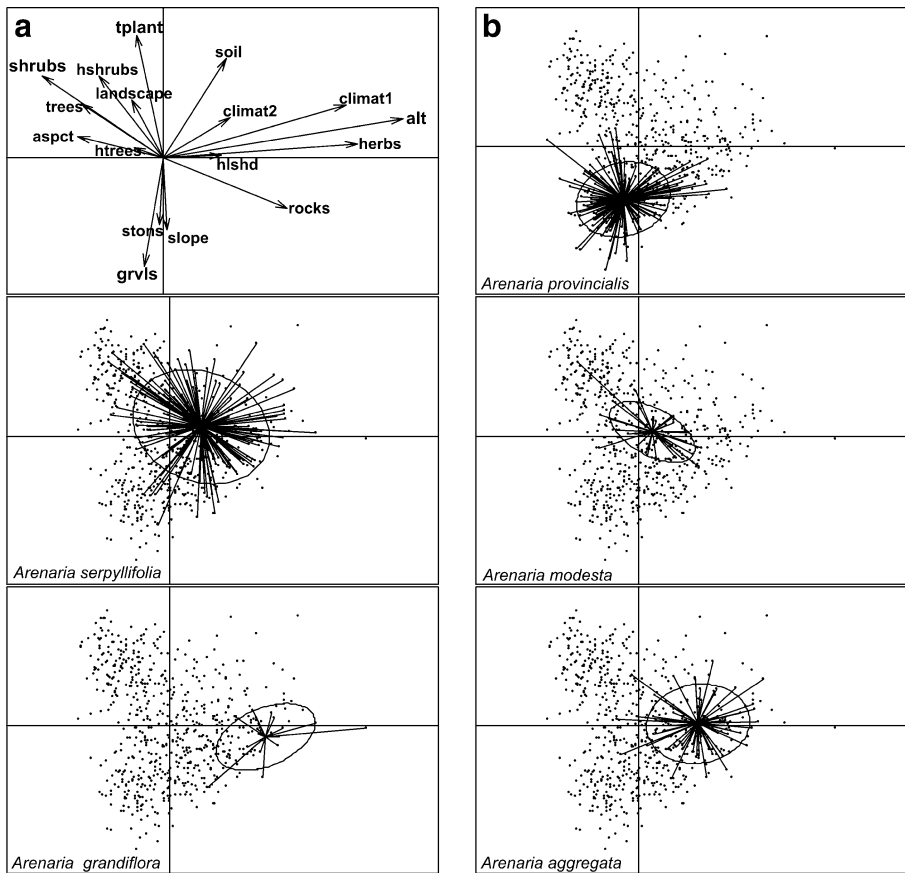 a
tplant
soil
shrubs
hshrubs
landscape
trees
climat2
climat1
alt
aspct
htrees
herbs
hlshd
rocks
stons
slope
grvls
b
Arenaria provincialis
Arenaria serpyllifolia
Arenaria modesta
Arenaria grandiflora
Arenaria aggregata